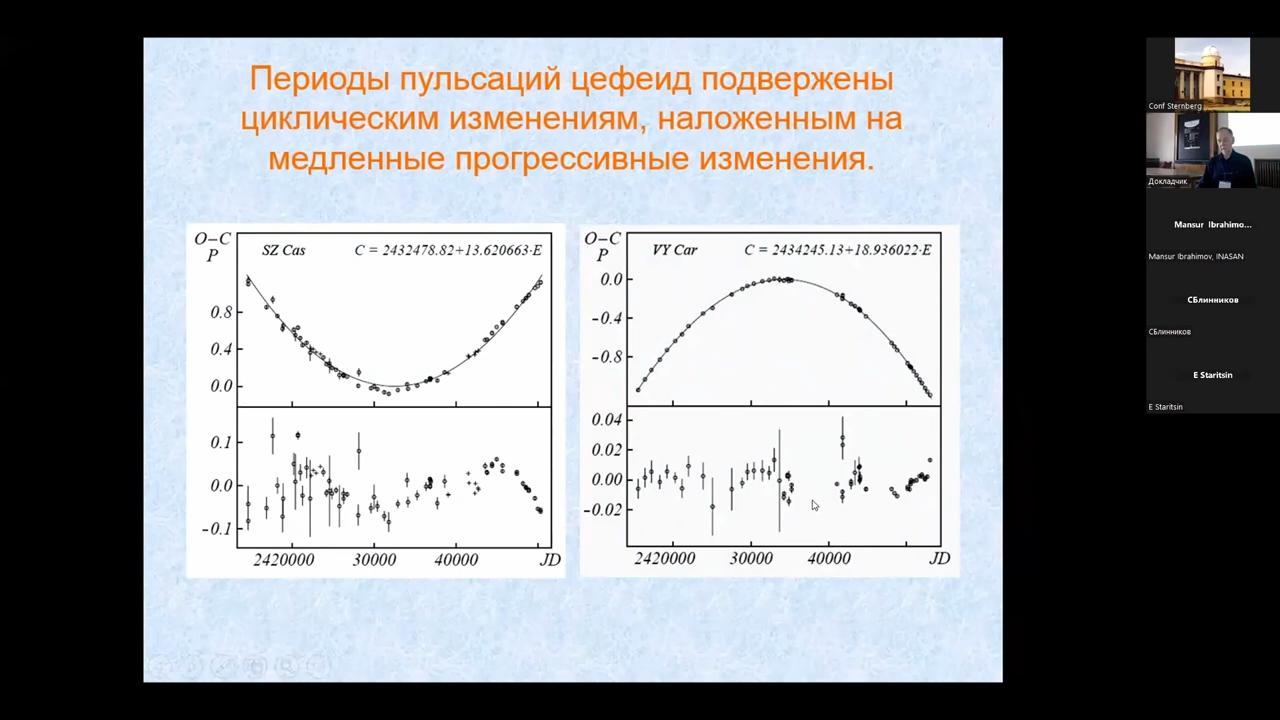 Периоды пульсаций цефеид подвержены
циклическим изменениям, наложенным на
медленные прогрессивные изменения.
O−C
P
SZ Cas
C = 2432478.82+13.620663·E
0.8
0.4
0.0
0.1
0.0
−0.1
2420000
30000
40000
JD
O−C
P
VY Car
C = 2434245.13+18.936022·E
0.0
−0.4
−0.8
0.04
0.02
0.00
−0.02
2420000
30000
40000
JD
Conf Sternberg
Докладчик
Mansur Ibrahimo...
Mansur Ibrahimov, INASAN
СБлинников
СБлинников
E Staritsin
E Staritsin